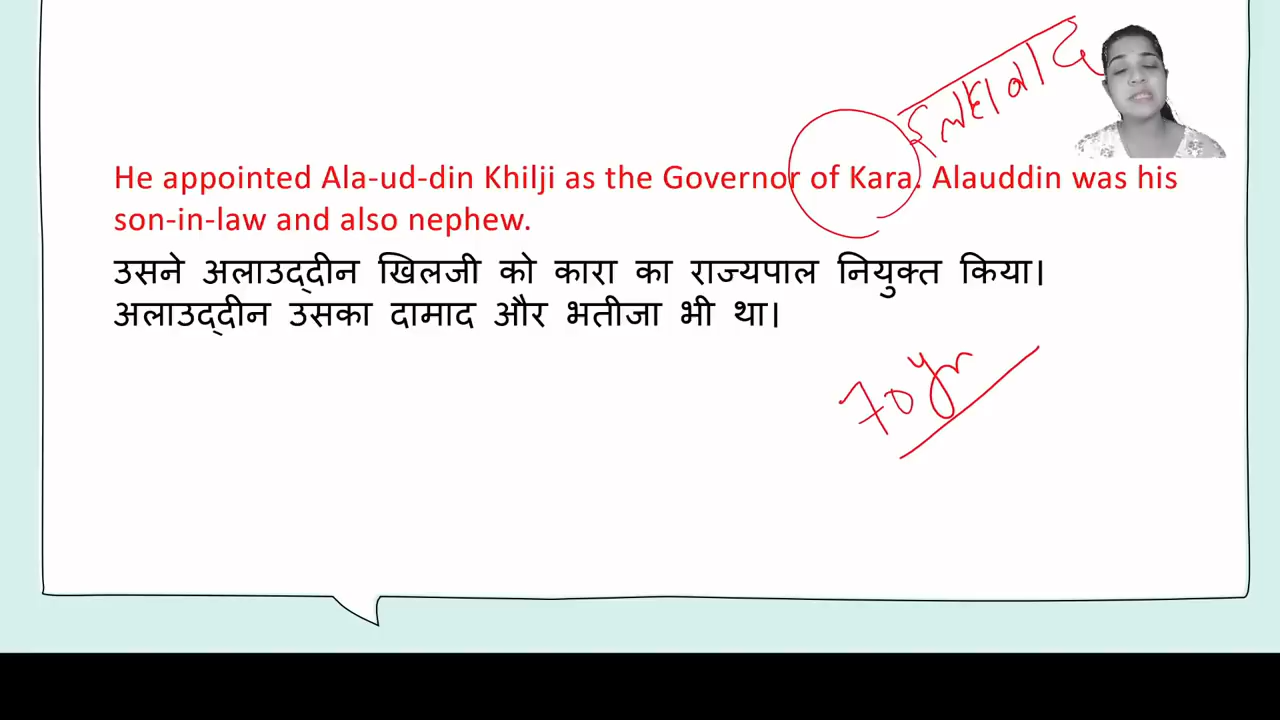 इलाहाबाद
He appointed Ala-ud-din Khilji as the Governor of Kara. Alauddin was his
son-in-law and also nephew.
उसने अलाउद्दीन खिलजी को कारा का राज्यपाल नियुक्त किया।
अलाउद्दीन उसका दामाद और भतीजा भी था।
70yr